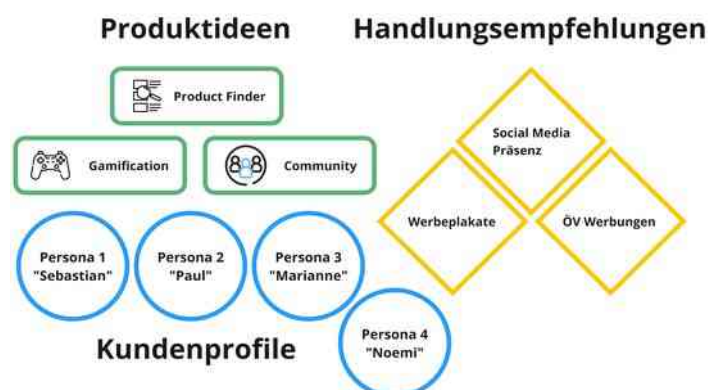 Produktideen
Handlungsempfehlungen
Product Finder
Gamification
Community
Social Media
Präsenz
Werbeplakate
ÖV Werbungen
Persona 1
"Sebastian"
Persona 2
"Paul"
Persona 3
"Marianne"
Persona 4
"Noemi"
Kundenprofile